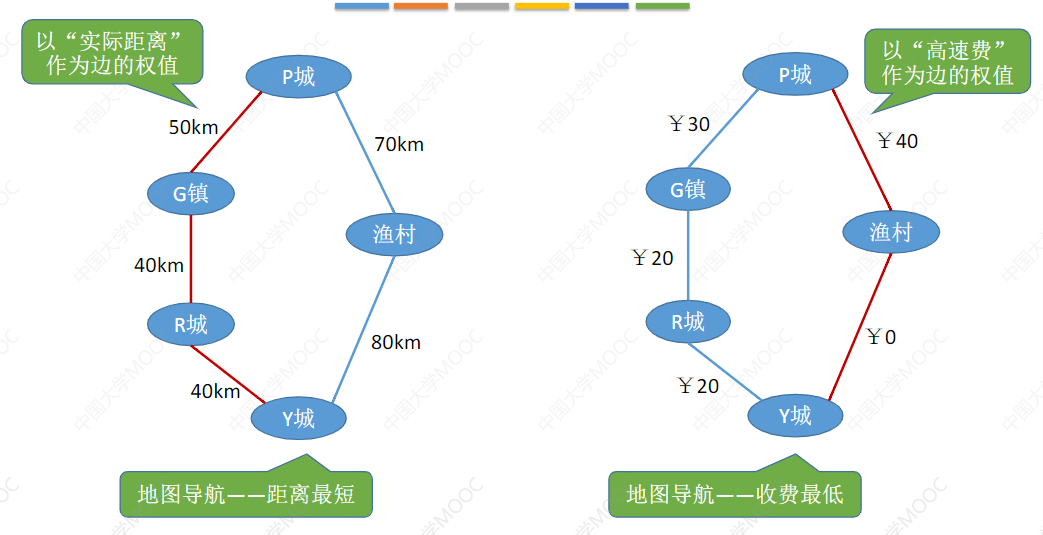 以“实际距离”
作为边的权值
P城
50km
70km
G镇
渔村
40km
R城
80km
40km
Y城
地图导航——距离最短
以“高速费”
作为边的权值
P城
￥30
￥40
G镇
渔村
￥20
R城
￥0
￥20
Y城
地图导航——收费最低
中国大学MOOC